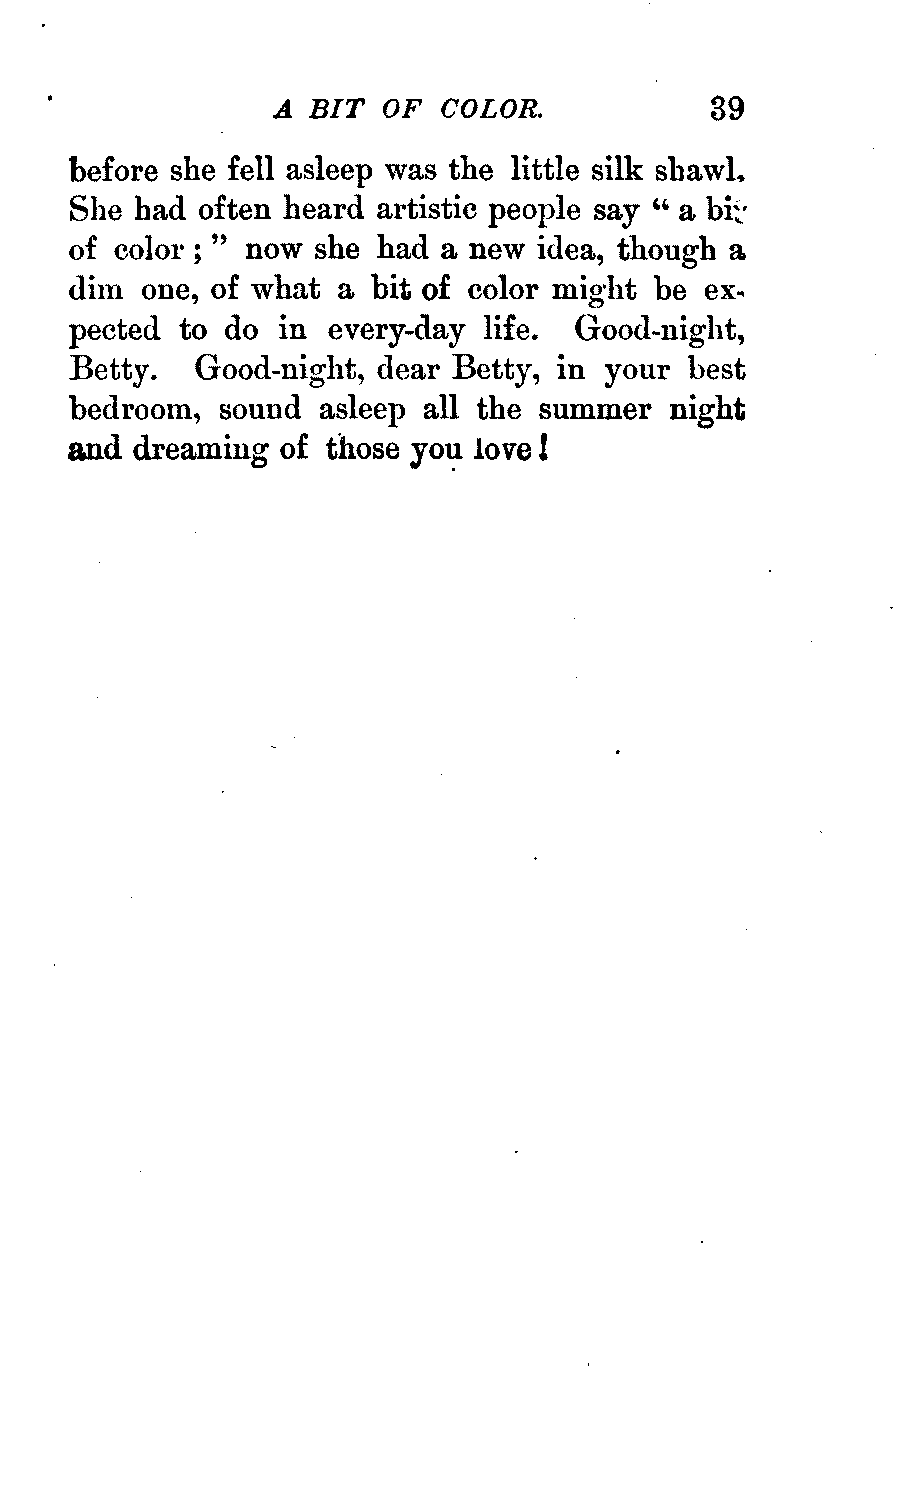 A BIT OF COLOR. 39
before she fell asleep was the little silk shawl.
She had often heard artistic people say “ a bit
of color ; ” now she had a new idea, though a
dim one, of what a bit of color might be ex-
pected to do in every-day life. Good-night,
Betty. Good-night, dear Betty, in your best
bedroom, sound asleep all the summer night
and dreaming of those you love !